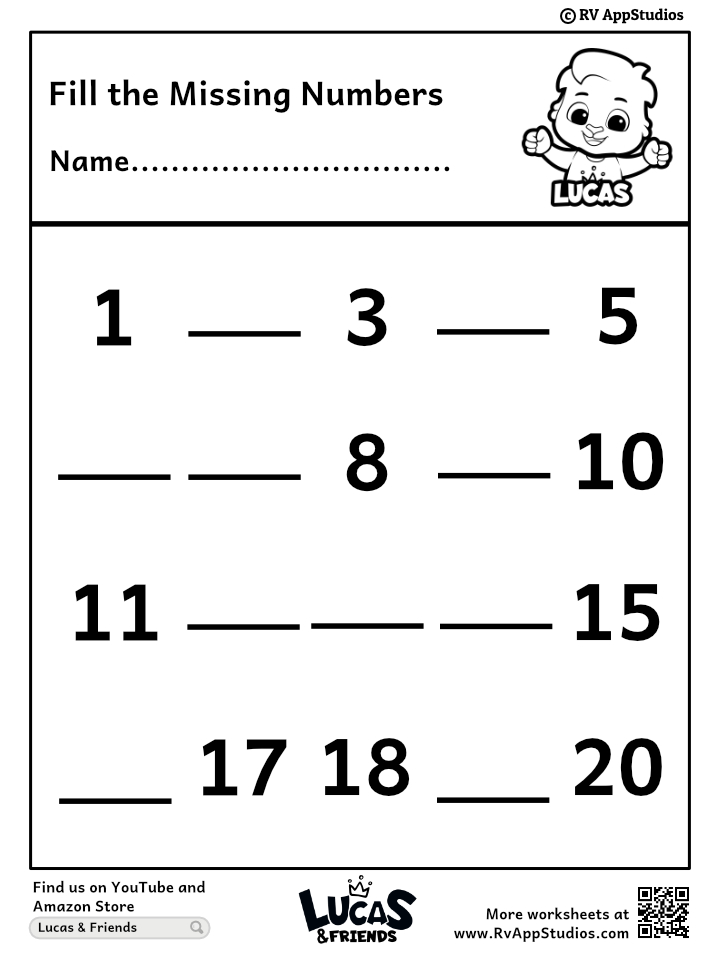 © RV AppStudios
Fill the Missing Numbers
Name................................
LUCAS
1 ___ 3 ___ 5
___ ___ 8 ___ 10
11 ___ ___ ___ 15
___ 17 18 ___ 20
Find us on YouTube and
Amazon Store
Lucas & Friends
LUCAS
&FRIENDS
More worksheets at
www.RvAppStudios.com